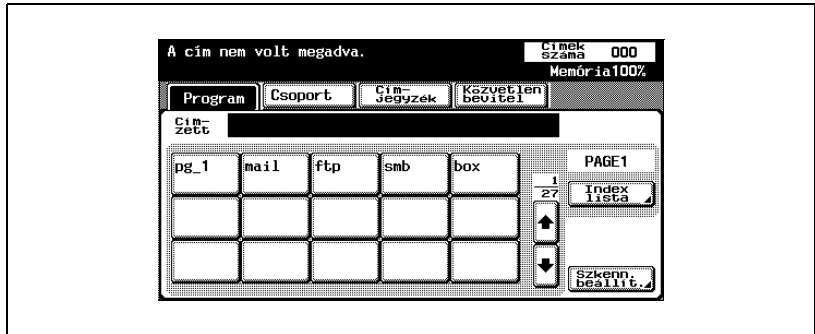 A cím nem volt megadva.
Címek száma 000
Memória100%
Program
Csoport
Cím-
jegyzék
Közvetlen
bevitel
Cím-
zett
pg_1 mail ftp smb box
PAGE1
1
27
Index
lista
Szkenn.
beállít.